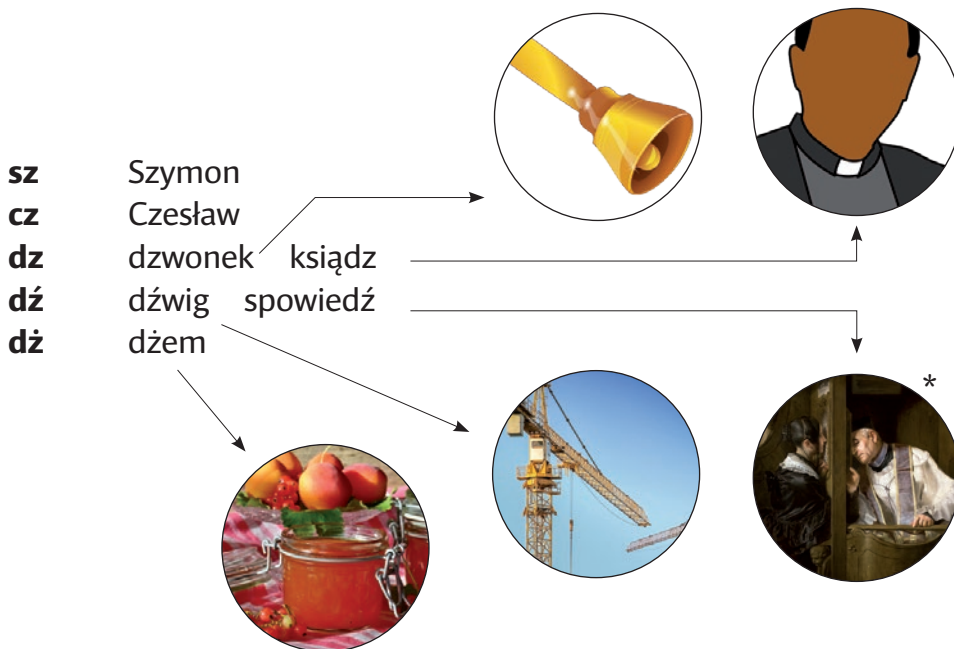 sz Szymon
cz Czesław
dz dzwonek ksiądz
dź dźwig spowiedź
dż dżem
*